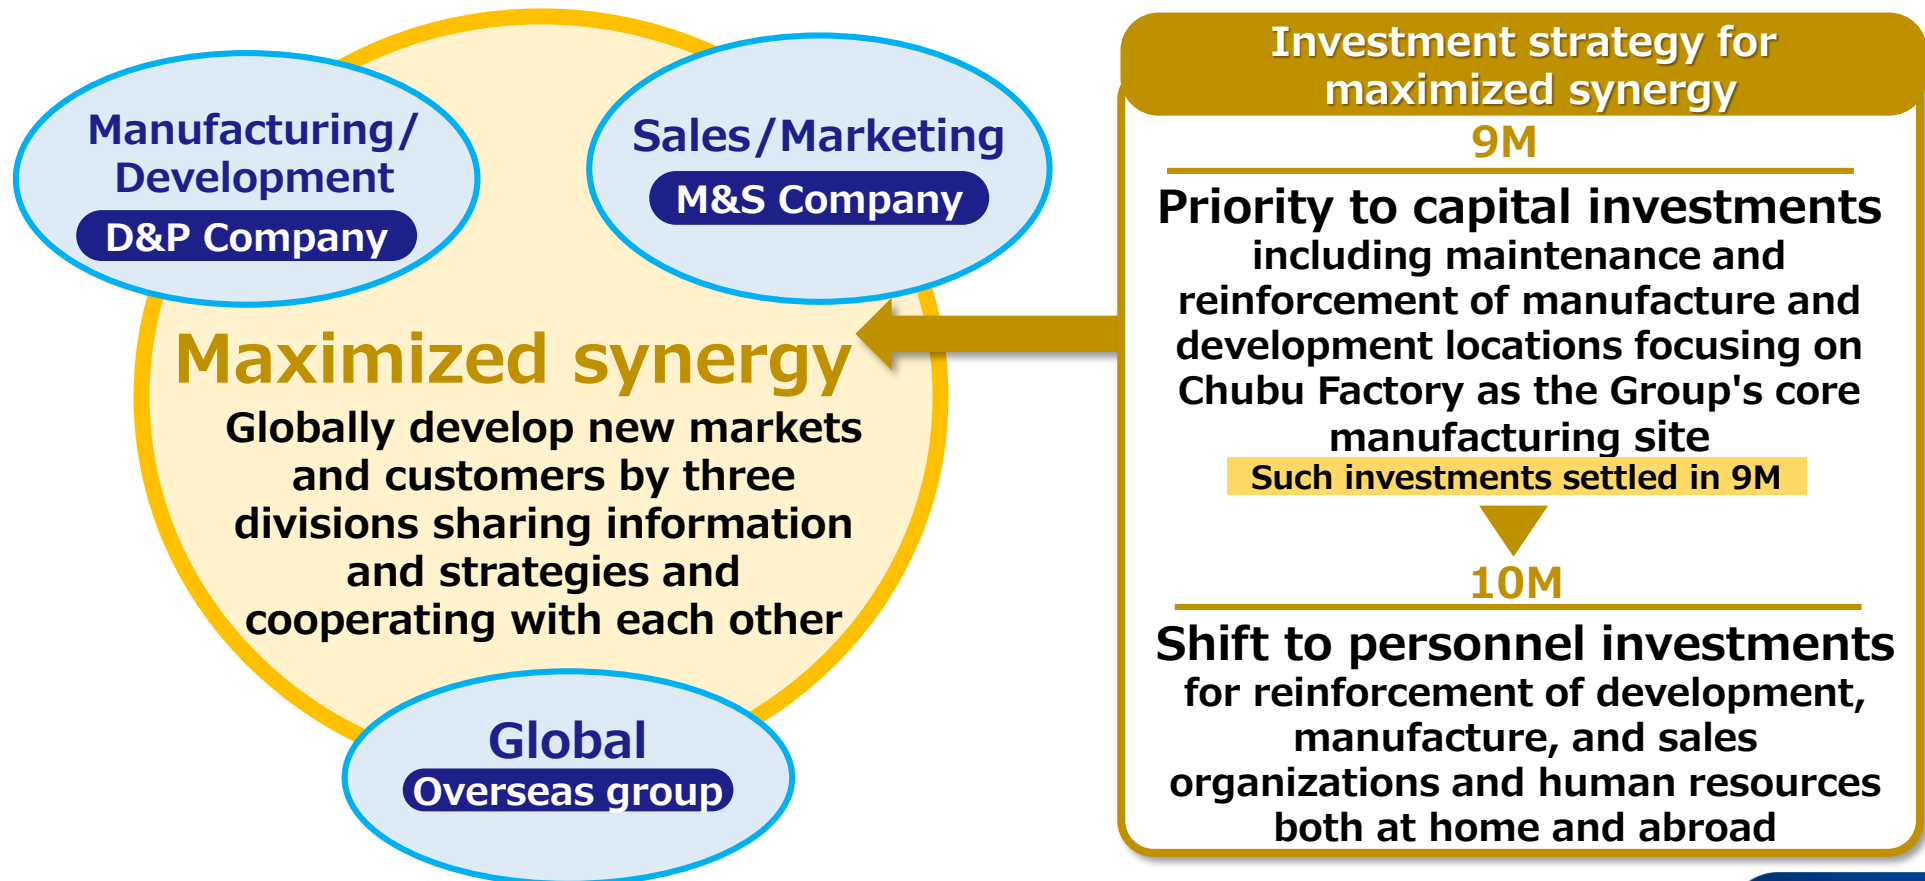 Manufacturing/
Development
D&P Company
Sales/Marketing
M&S Company
Maximized synergy
Globally develop new markets
and customers by three
divisions sharing information
and strategies and
cooperating with each other
Global
Overseas group
Investment strategy for
maximized synergy
9M
Priority to capital investments
including maintenance and
reinforcement of manufacture and
development locations focusing on
Chubu Factory as the Group's core
manufacturing site
Such investments settled in 9M
10M
Shift to personnel investments
for reinforcement of development,
manufacture, and sales
organizations and human resources
both at home and abroad